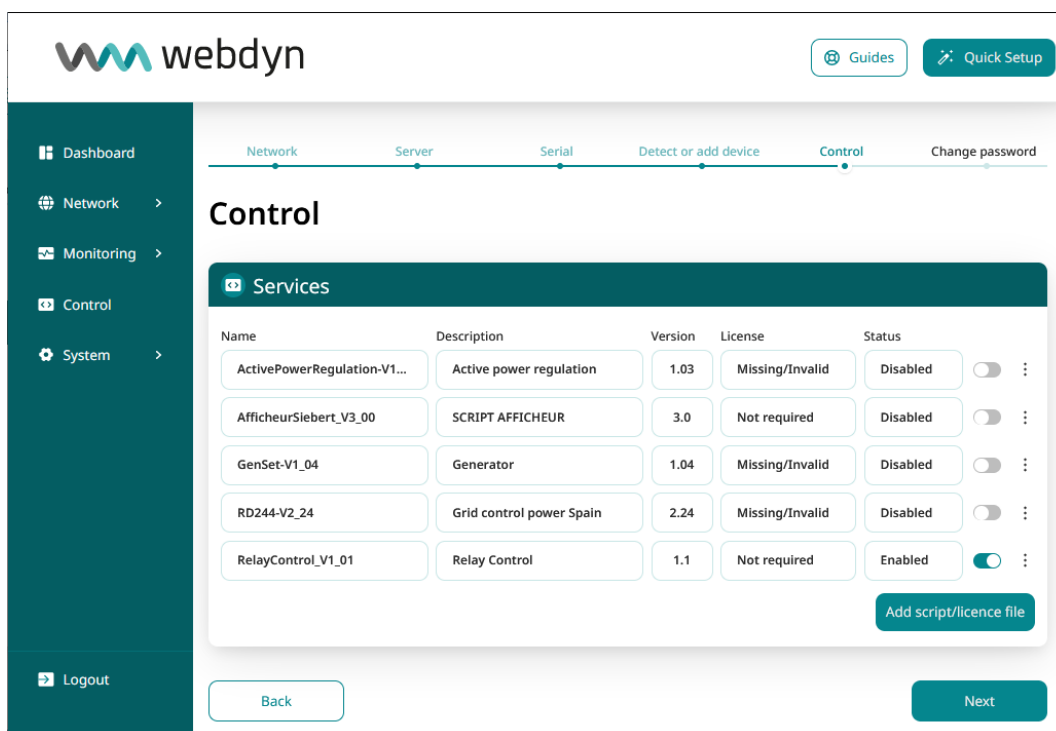 webdyn
Guides
Quick Setup
Dashboard
Network
Monitoring
Control
System
Logout
Network Server Serial Detect or add device Control Change password
Control
Services
Name Description Version License Status
ActivePowerRegulation-V1... Active power regulation 1.03 Missing/Invalid Disabled
AfficheurSiebert_V3_00 SCRIPT AFFICHEUR 3.0 Not required Disabled
GenSet-V1_04 Generator 1.04 Missing/Invalid Disabled
RD244-V2_24 Grid control power Spain 2.24 Missing/Invalid Disabled
RelayControl_V1_01 Relay Control 1.1 Not required Enabled
Add script/licence file
Back Next